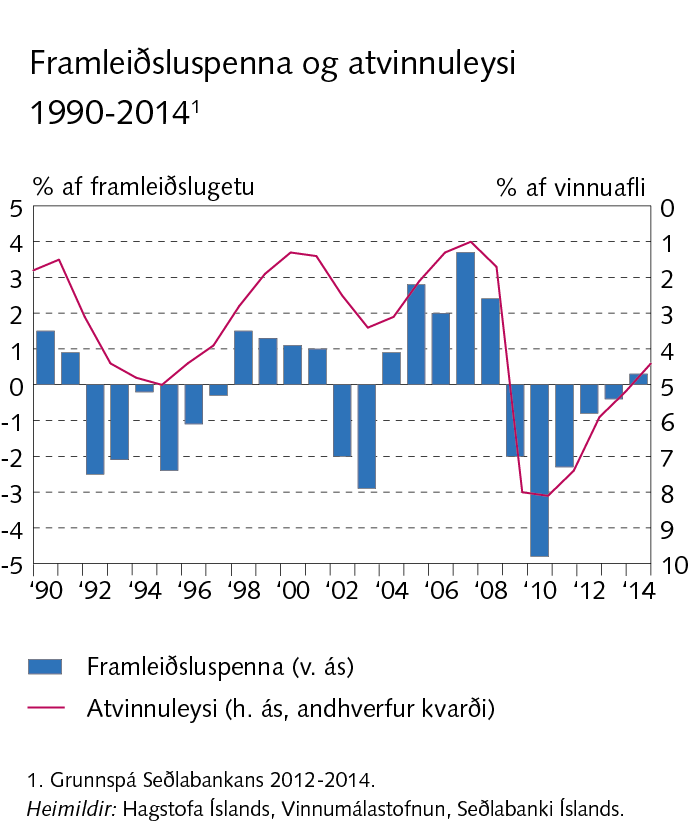 Framleiðsluspenna og atvinnuleysi
1990-2014¹
% af framleiðslugetu
% af vinnuafli
5 0
4 1
3 2
2 3
1 4
0 5
-1 6
-2 7
-3 8
-4 9
-5 10
‘90 ‘92 ‘94 ‘96 ‘98 ‘00 ‘02 ‘04 ‘06 ‘08 ‘10 ‘12 ‘14
Framleiðsluspenna (v. ás)
Atvinnuleysi (h. ás, andhverfur kvarði)
1. Grunnspá Seðlabankans 2012-2014.
Heimildir: Hagstofa Íslands, Vinnumálastofnun, Seðlabanki Íslands.